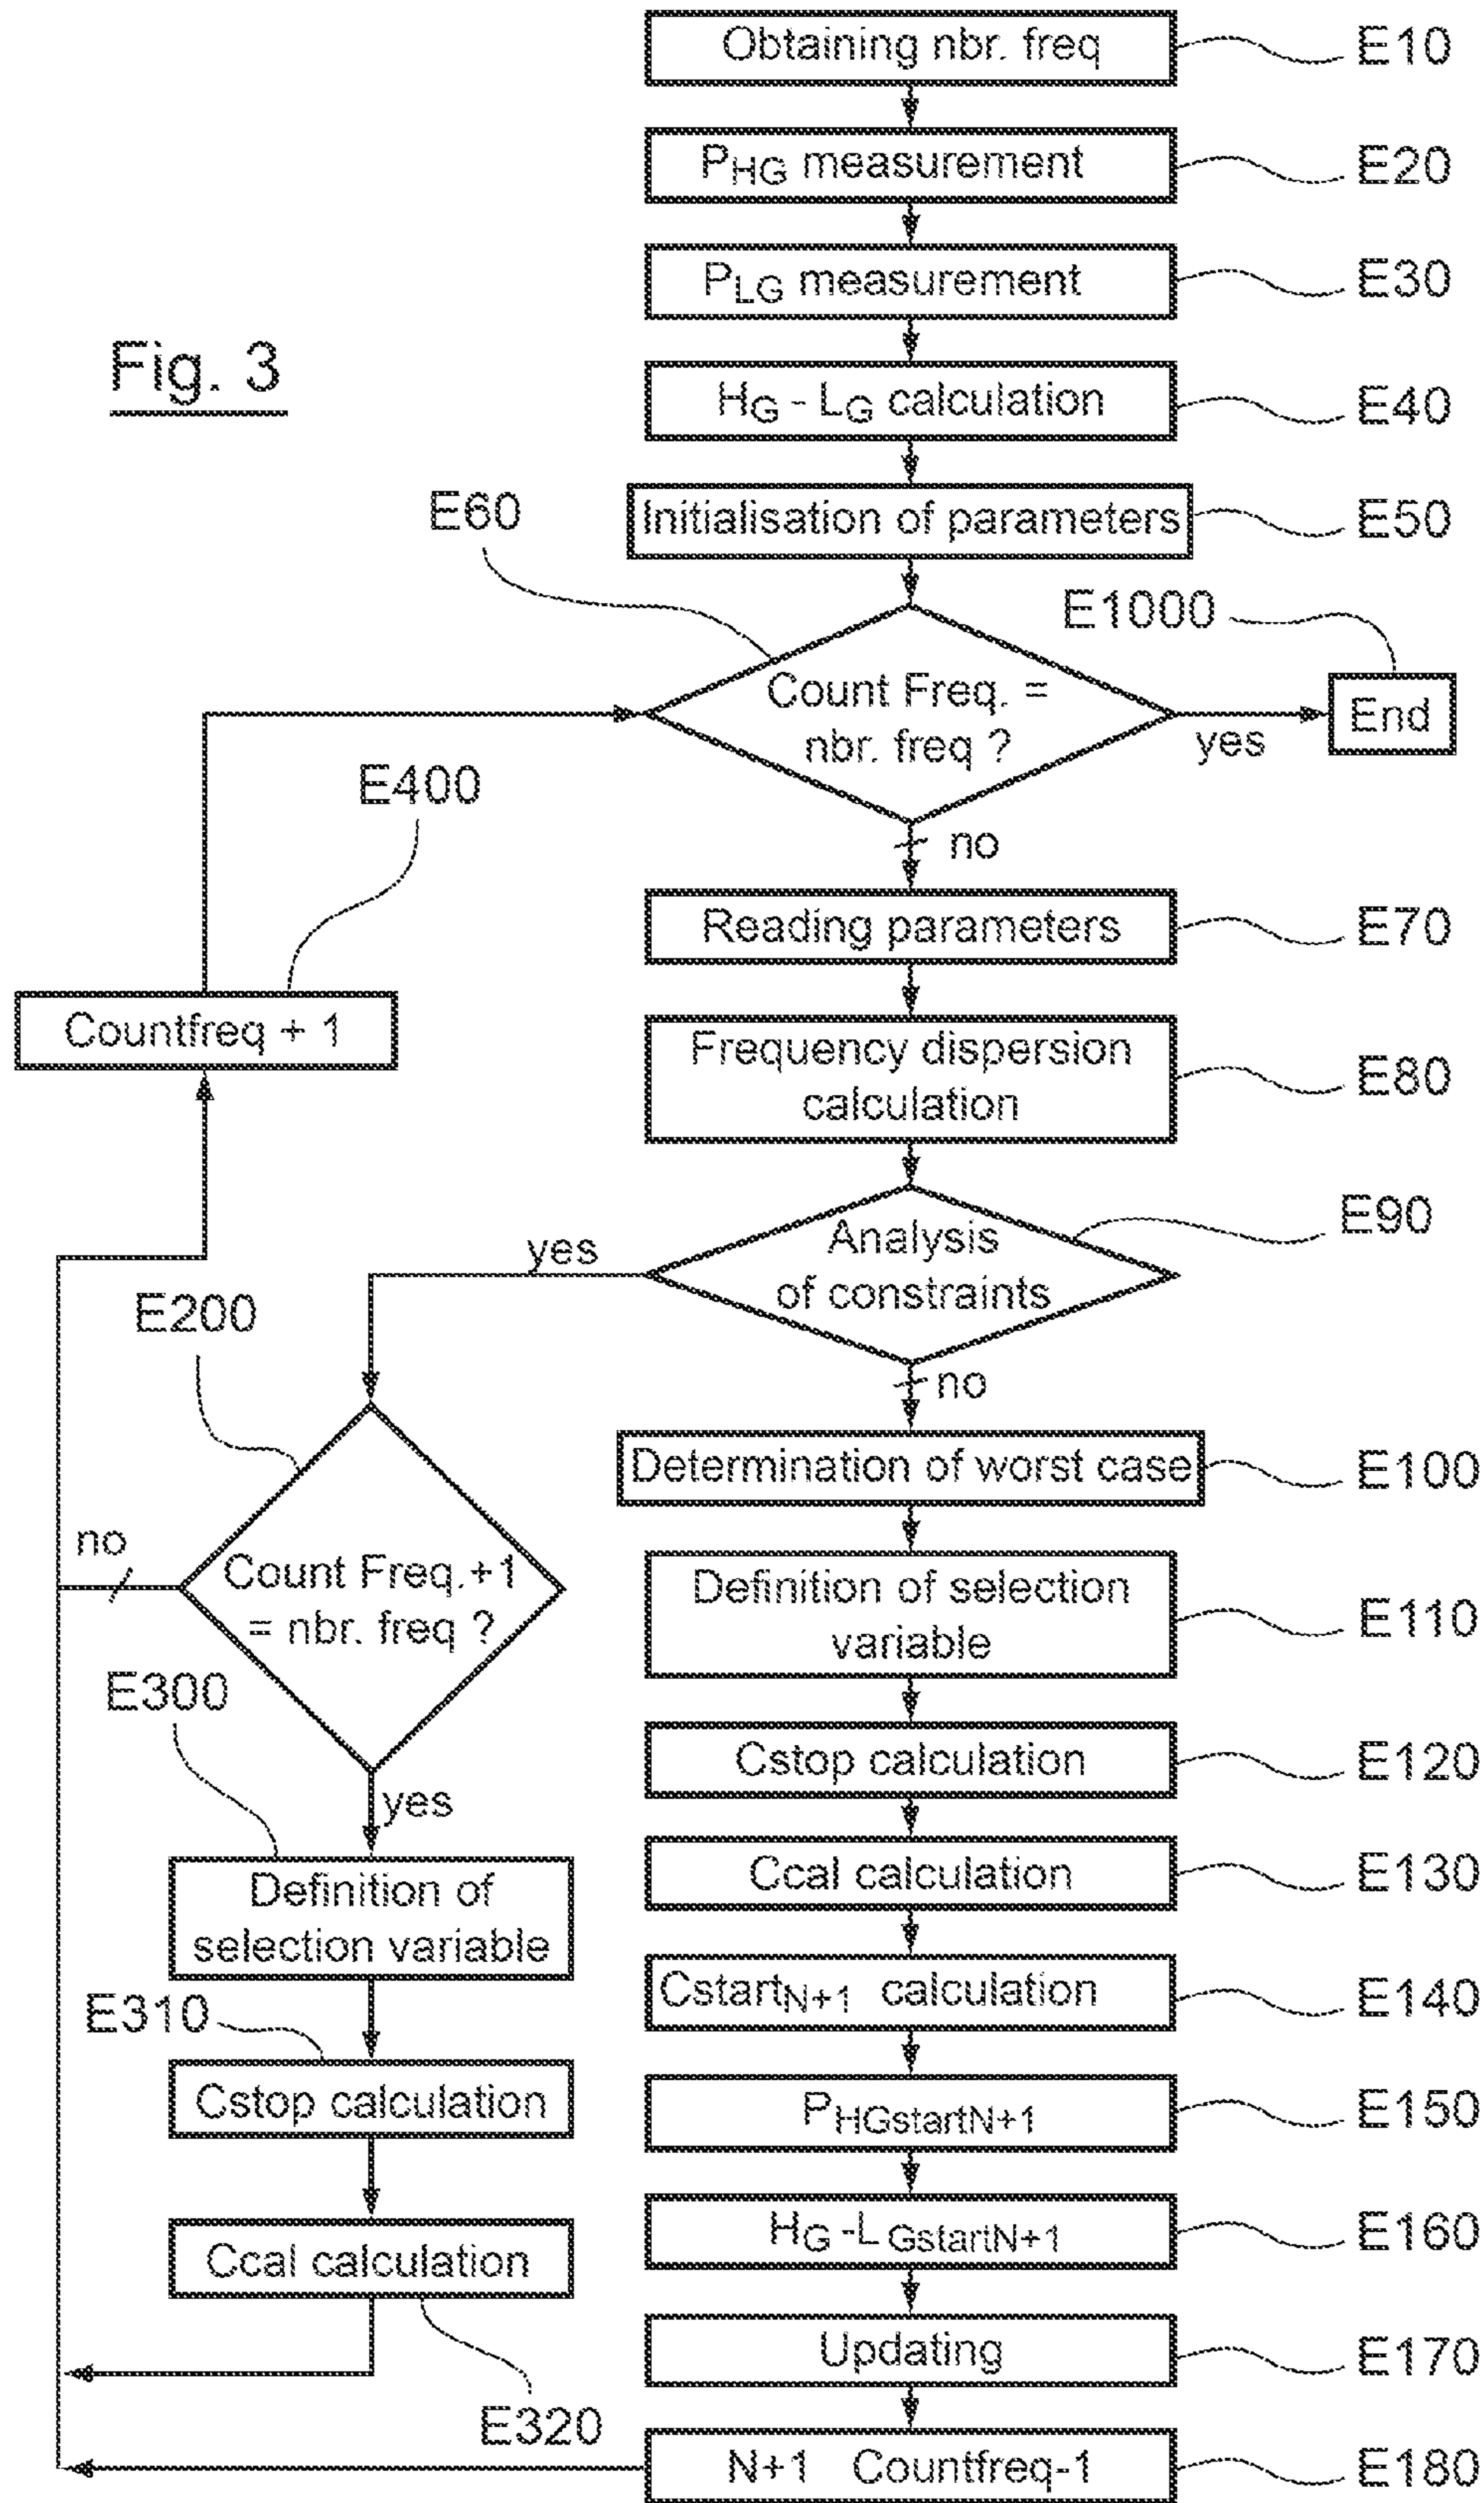 Obtaining nbr. freq
E10
PHG measurement
E20
PLG measurement
E30
Fig. 3
HG - LG calculation
E40
E60
Initialisation of parameters
E50
E1000
Count Freq. =
nbr. freq ?
yes
End
E400
no
Reading parameters
E70
Countfreq + 1
Frequency dispersion
calculation
E80
yes
Analysis
of constraints
E90
E200
no
Determination of worst case
E100
no
Count Freq.+1
= nbr. freq ?
Definition of selection
variable
E110
E300
yes
Cstop calculation
E120
Definition of
selection variable
Ccal calculation
E130
E310
CstartN+1 calculation
E140
Cstop calculation
PHGstartN+1
E150
Ccal calculation
HG -LGstartN+1
E160
Updating
E170
E320
N+1 Countfreq-1
E180